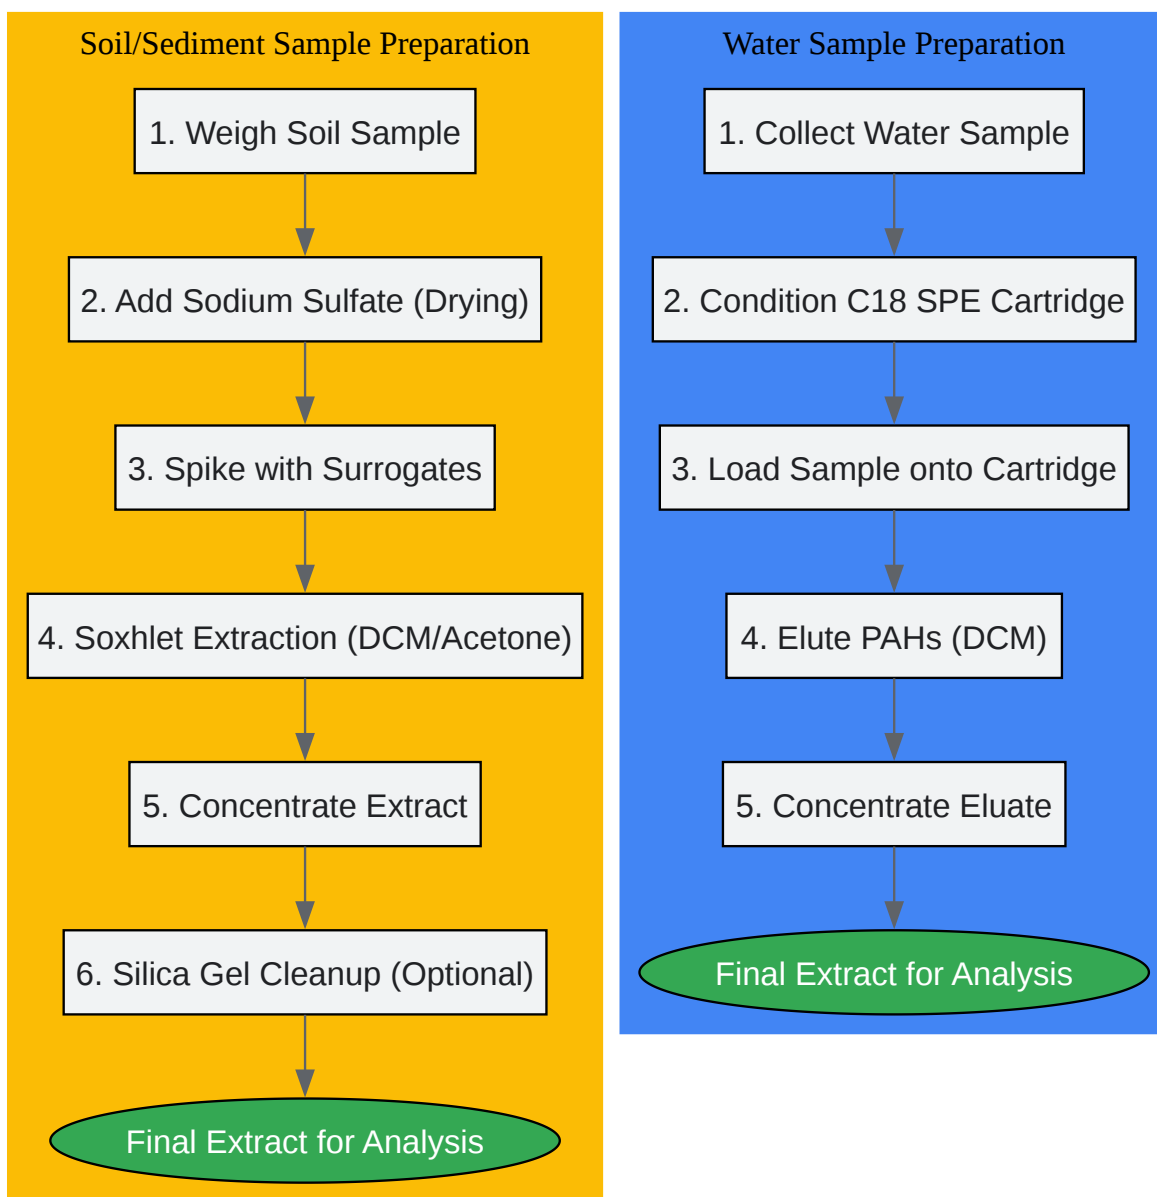 Soil/Sediment Sample Preparation
1. Weigh Soil Sample
2. Add Sodium Sulfate (Drying)
3. Spike with Surrogates
4. Soxhlet Extraction (DCM/Acetone)
5. Concentrate Extract
6. Silica Gel Cleanup (Optional)
Final Extract for Analysis
Water Sample Preparation
1. Collect Water Sample
2. Condition C18 SPE Cartridge
3. Load Sample onto Cartridge
4. Elute PAHs (DCM)
5. Concentrate Eluate
Final Extract for Analysis